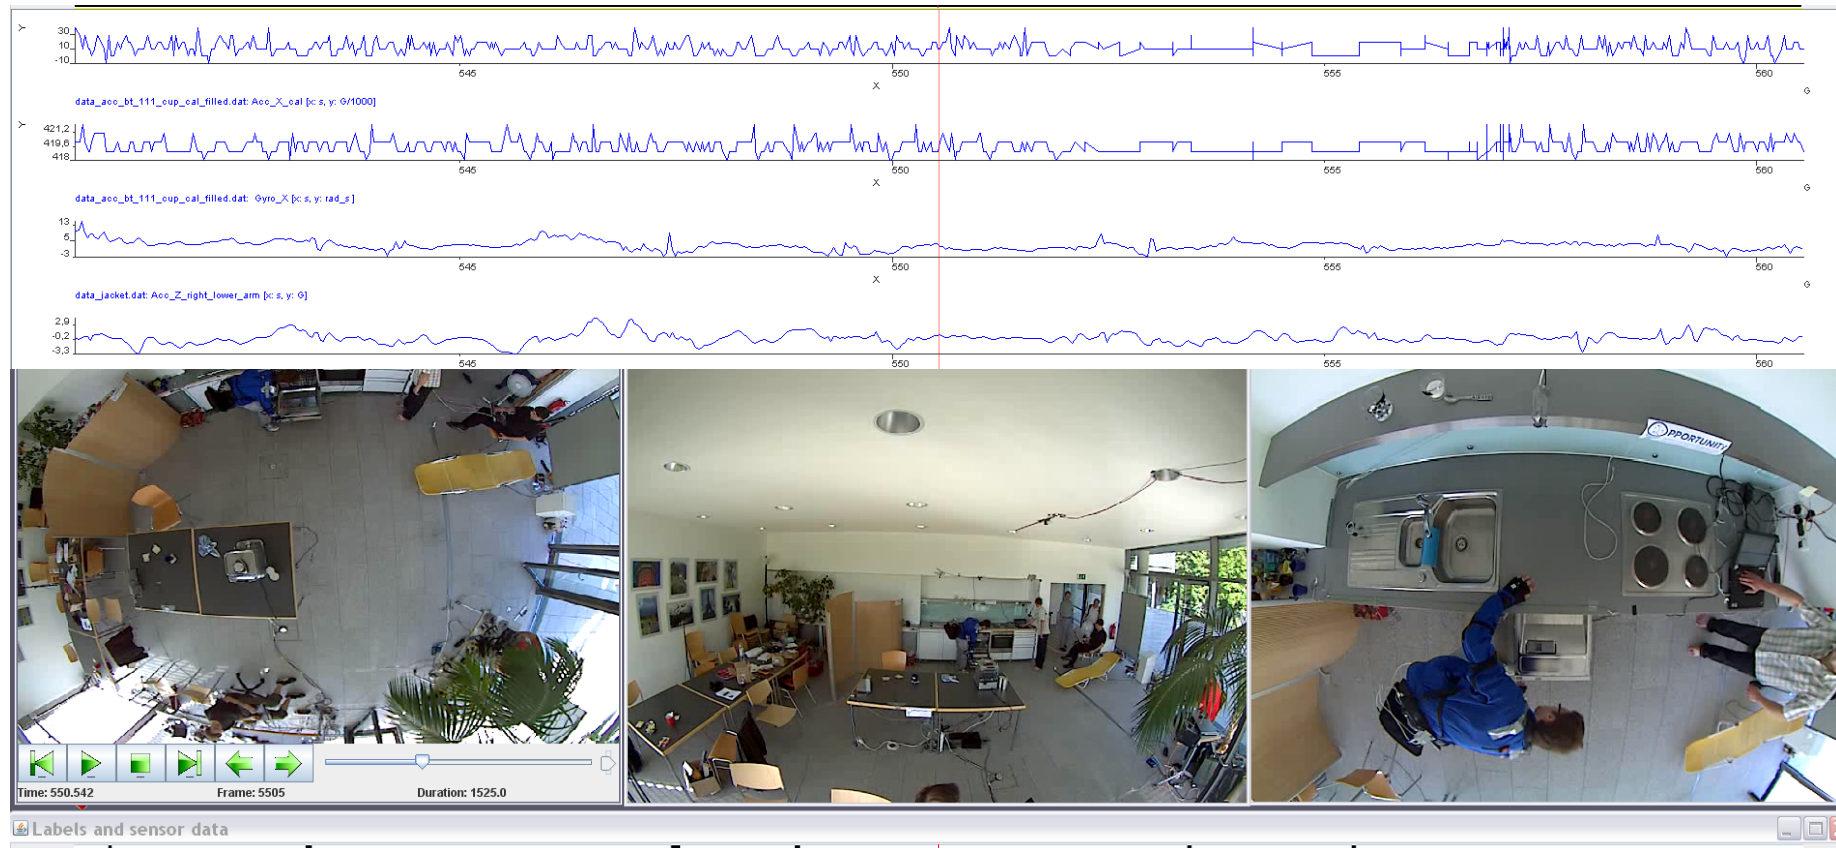 Y
30
10
-10
545
550
555
560
X
G
data_acc_bt_111_cup_cal_filled.dat: Acc_X_cal [x: s, y: G/1000]
Y
421,2
419,6
418
545
550
555
560
X
G
data_acc_bt_111_cup_cal_filled.dat: Gyro_X [x: s, y: rad_s ]
13
5
-3
545
550
555
560
X
G
data_jacket.dat: Acc_Z_right_lower_arm [x: s, y: G]
2,9
-0,2
-3,3
545
550
555
560
OPPORTUNITY
Time: 550.542
Frame: 5505
Duration: 1525.0
Labels and sensor data